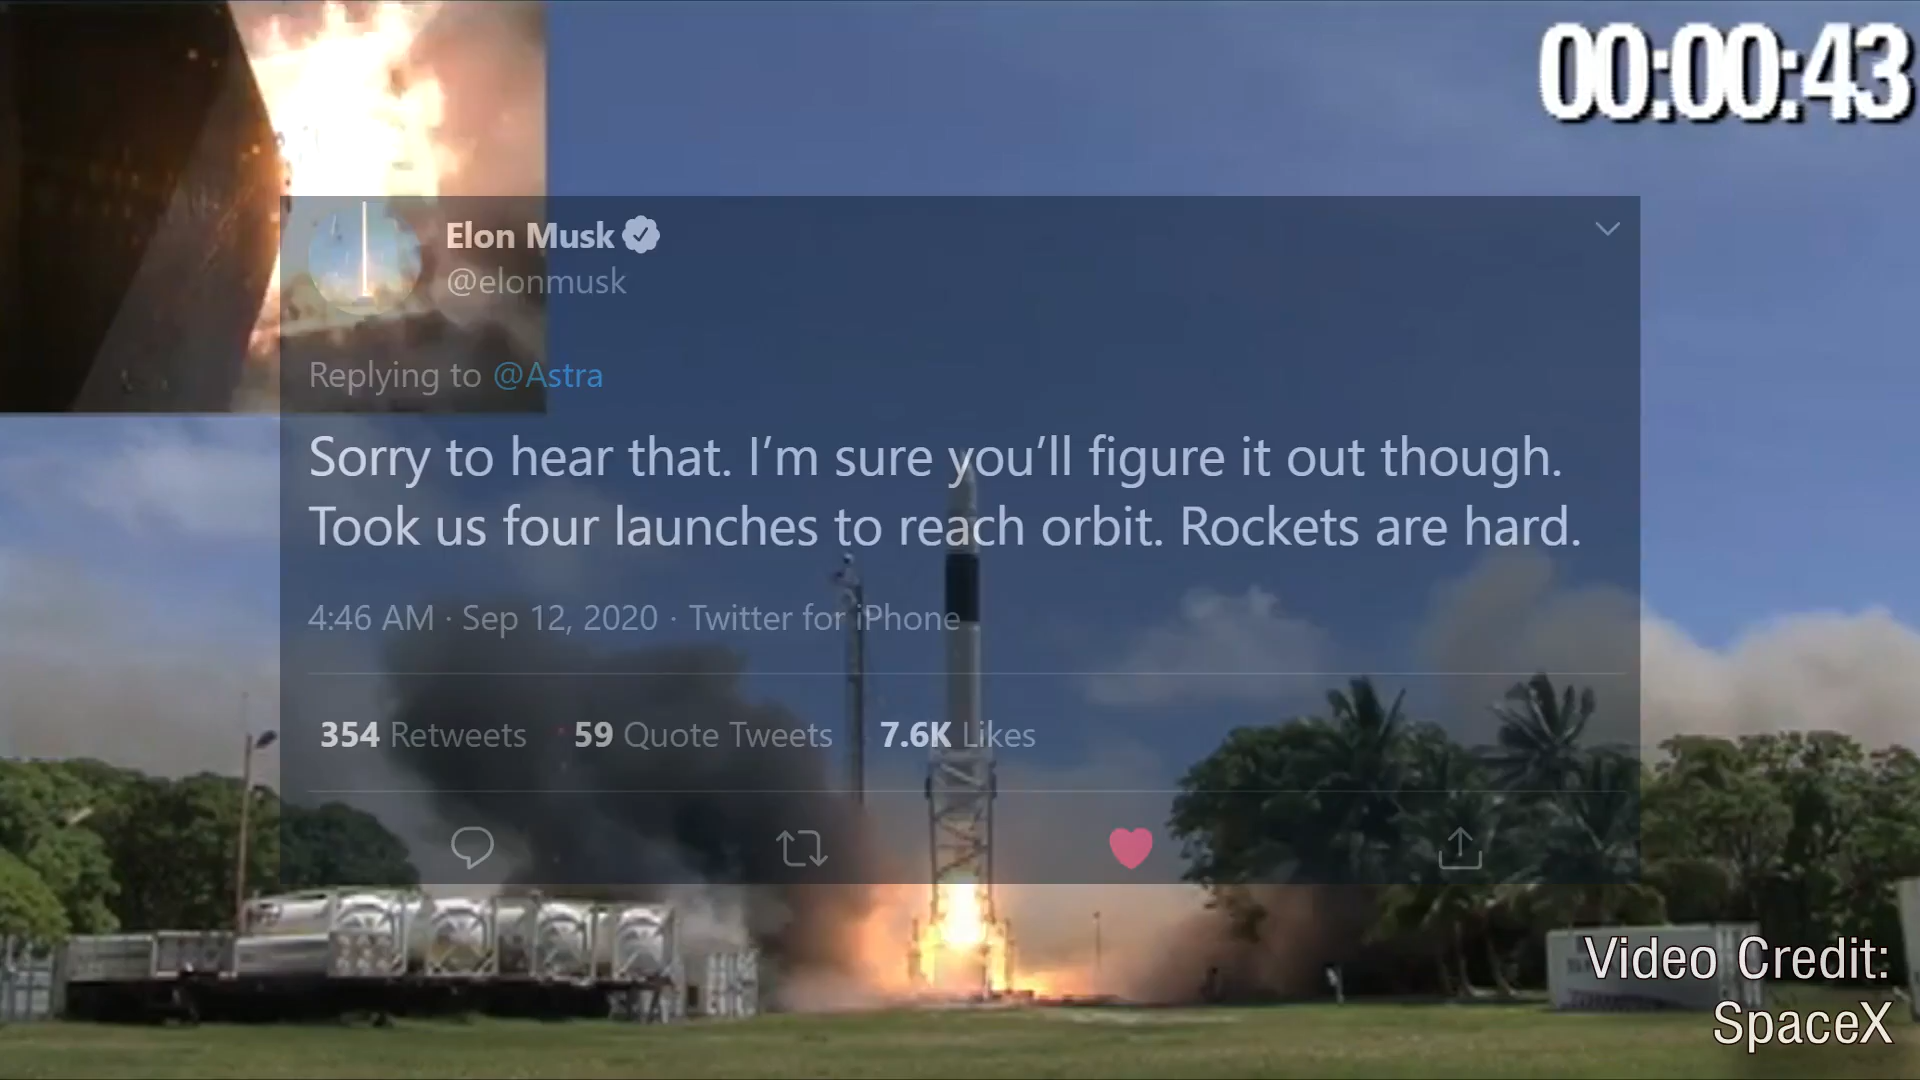 00:00:43
Elon Musk
@elonmusk
Replying to @Astra
Sorry to hear that. I’m sure you’ll figure it out though.
Took us four launches to reach orbit. Rockets are hard.
4:46 AM · Sep 12, 2020 · Twitter for iPhone
354 Retweets 59 Quote Tweets 7.6K Likes
Video Credit:
SpaceX